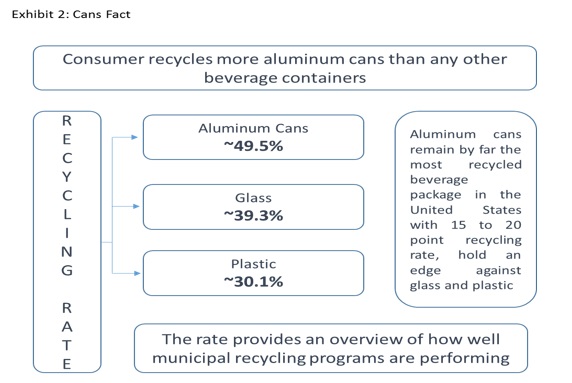 Exhibit 2: Cans Fact
Consumer recycles more aluminum cans than any other
beverage containers
R
E
C
Y
C
L
I
N
G
R
A
T
E
Aluminum Cans
~49.5%
Glass
~39.3%
Plastic
~30.1%
Aluminum cans
remain by far the
most recycled
beverage
package in the
United States
with 15 to 20
point recycling
rate, hold an
edge against
glass and plastic
The rate provides an overview of how well
municipal recycling programs are performing